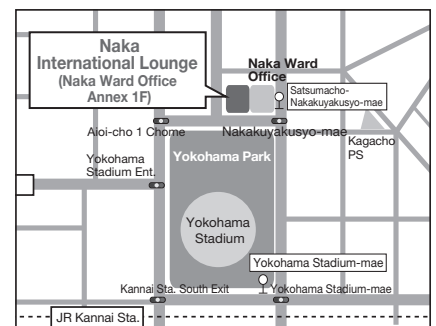 Naka
International Lounge
(Naka Ward Office
Annex 1F)
Naka Ward
Office
Satsumacho-
Nakakuyakusyo-mae
Aioi-cho 1 Chome
Nakakuyakusyo-mae
Kagacho
PS
Yokohama
Stadium Ent.
Yokohama Park
Yokohama
Stadium
Yokohama Stadium-mae
Kannai Sta. South Exit
Yokohama Stadium-mae
JR Kannai Sta.